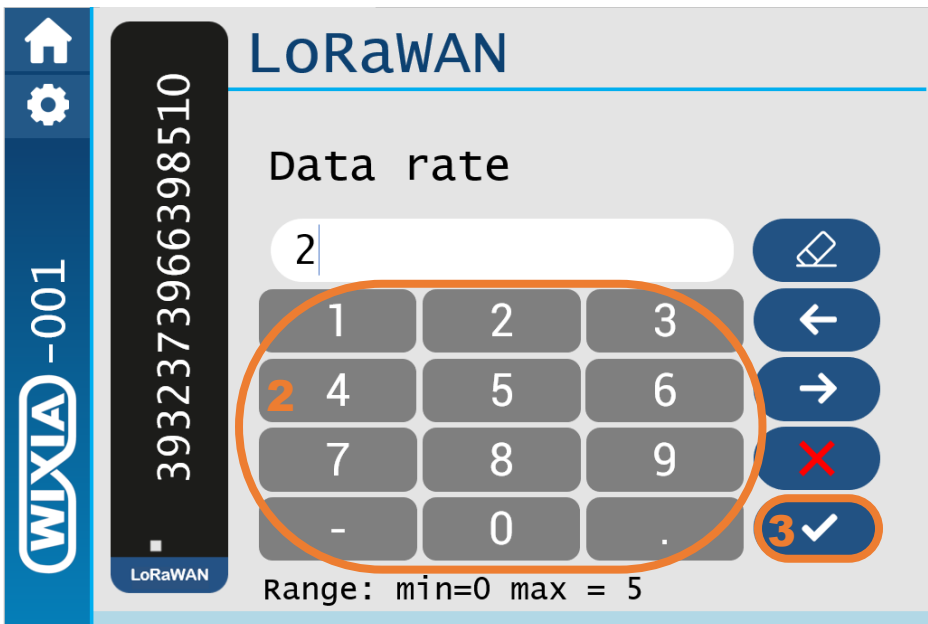 LoRaWAN
WIXIA -001
3932373966398510
LoRaWAN
Data rate
2
1 2 3
2 4 5 6
7 8 9
- 0 .
3
Range: min=0 max = 5